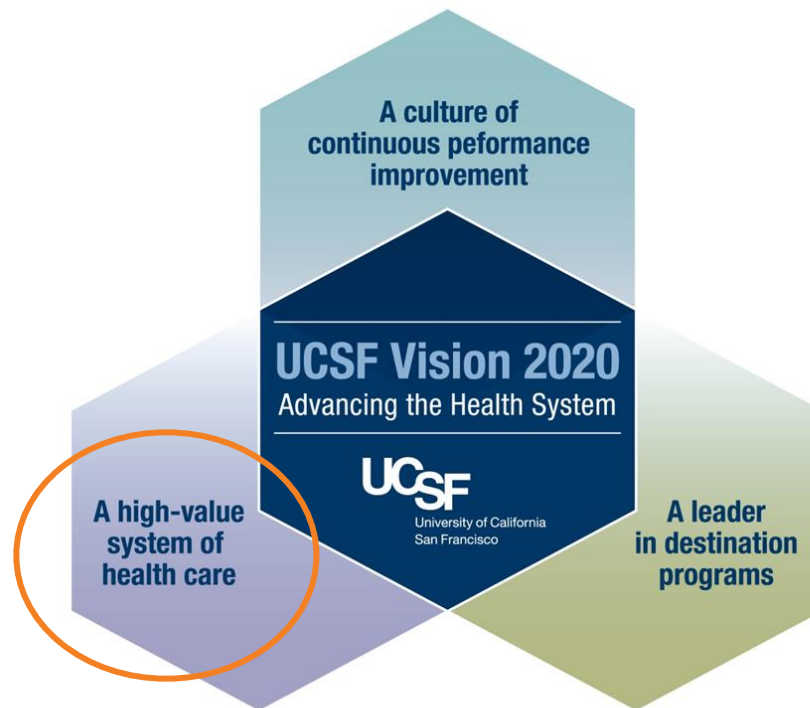 A culture of
continuous peformance
improvement
UCSF Vision 2020
Advancing the Health System
UCSF
University of California
San Francisco
A high-value
system of
health care
A leader
in destination
programs